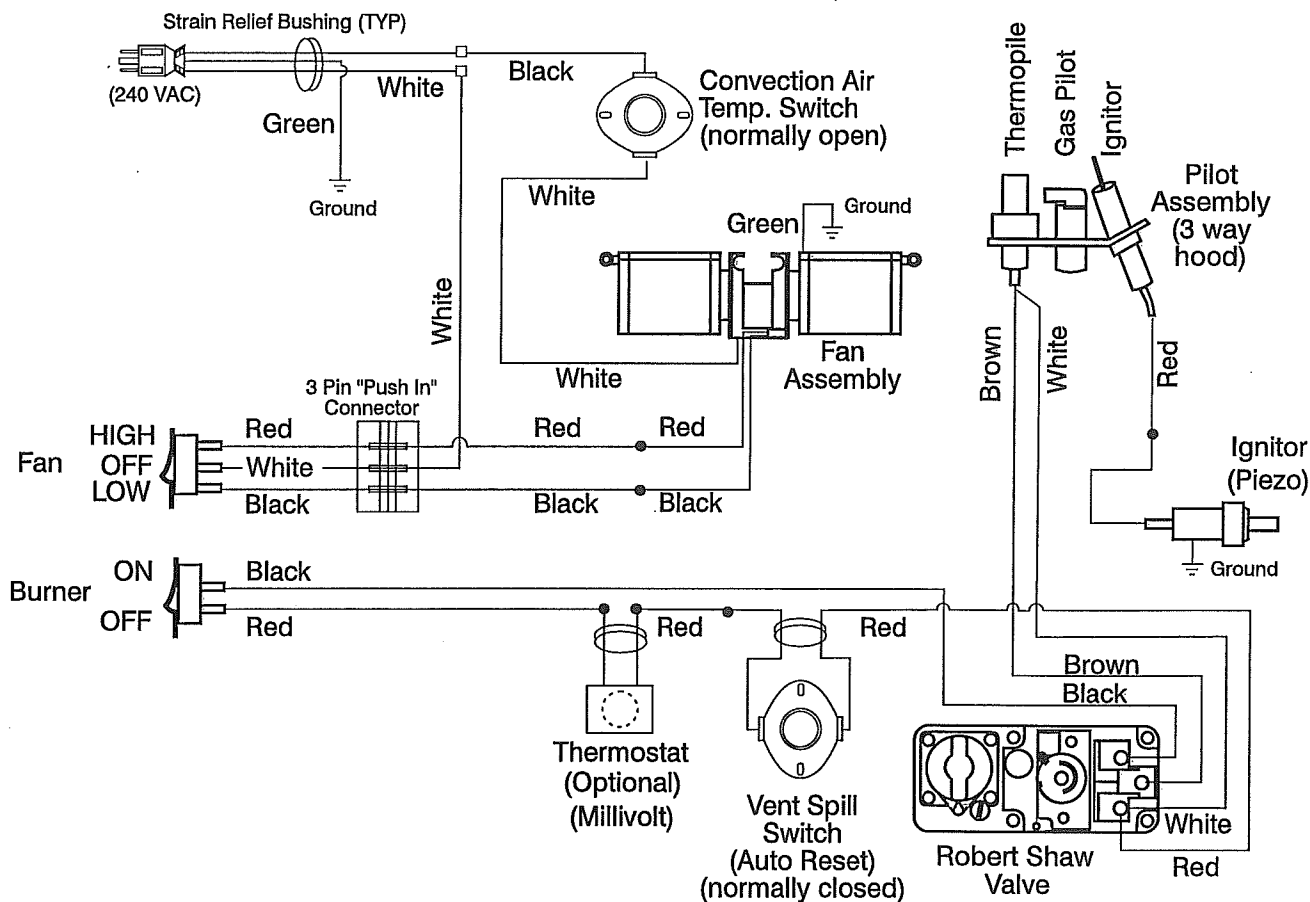 Strain Relief Bushing (TYP)
(240 VAC)
White
Black
Green
Ground
Convection Air
Temp. Switch
(normally open)
White
Green
Ground
Thermopile
Gas Pilot
Ignitor
Pilot
Assembly
(3 way
hood)
White
White
Fan
Assembly
Brown
White
Red
3 Pin "Push In"
Connector
Fan
HIGH
OFF
LOW
Red
White
Black
Red
Red
Black
Black
Ignitor
(Piezo)
Ground
Burner
ON
OFF
Black
Red
Red
Red
Thermostat
(Optional)
(Millivolt)
Vent Spill
Switch
(Auto Reset)
(normally closed)
Brown
Black
White
Red
Robert Shaw
Valve